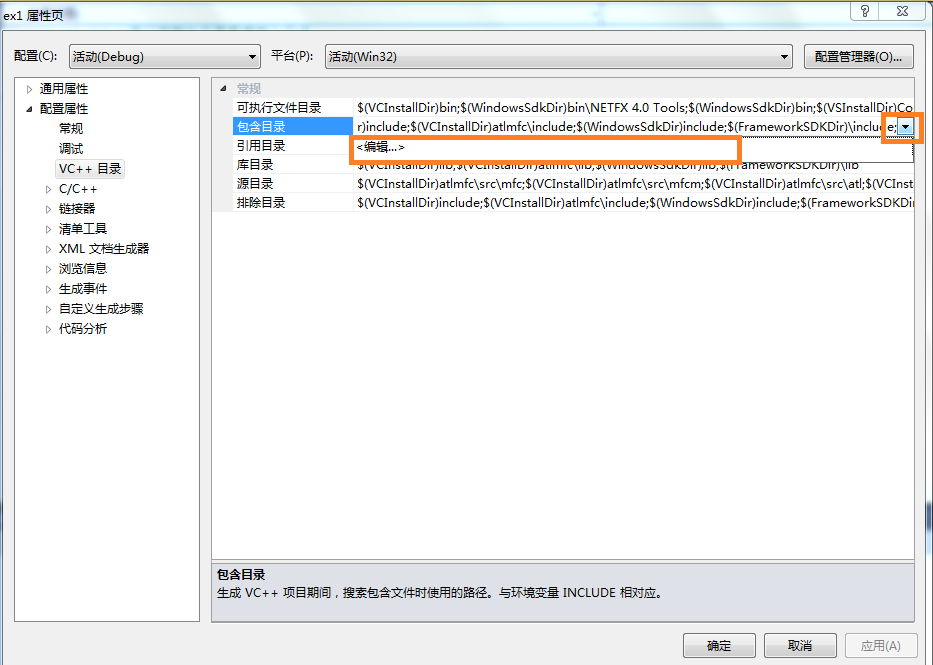 ex1 属性页
配置(C): 活动(Debug) 平台(P): 活动(Win32) 配置管理器(O)...
通用属性
配置属性
常规
调试
VC++ 目录
C/C++
链接器
清单工具
XML 文档生成器
浏览信息
生成事件
自定义生成步骤
代码分析
常规
可执行文件目录 $(VCInstallDir)bin;$(WindowsSdkDir)bin\NETFX 4.0 Tools;$(WindowsSdkDir)bin;$(VSInstallDir)Co
包含目录 r)include;$(VCInstallDir)atlmfc\include;$(WindowsSdkDir)include;$(FrameworkSDKDir)\include;
引用目录 <编辑...>
库目录 $(VCInstallDir)lib;$(VCInstallDir)atlmfc\lib;$(WindowsSdkDir)lib;$(FrameworkSDKDir)\lib
源目录 $(VCInstallDir)atlmfc\src\mfc;$(VCInstallDir)atlmfc\src\mfcm;$(VCInstallDir)atlmfc\src\atl;$(VCInst
排除目录 $(VCInstallDir)include;$(VCInstallDir)atlmfc\include;$(WindowsSdkDir)include;$(FrameworkSDKDir
包含目录
生成 VC++ 项目期间，搜索包含文件时使用的路径。与环境变量 INCLUDE 相对应。
确定 取消 应用(A)